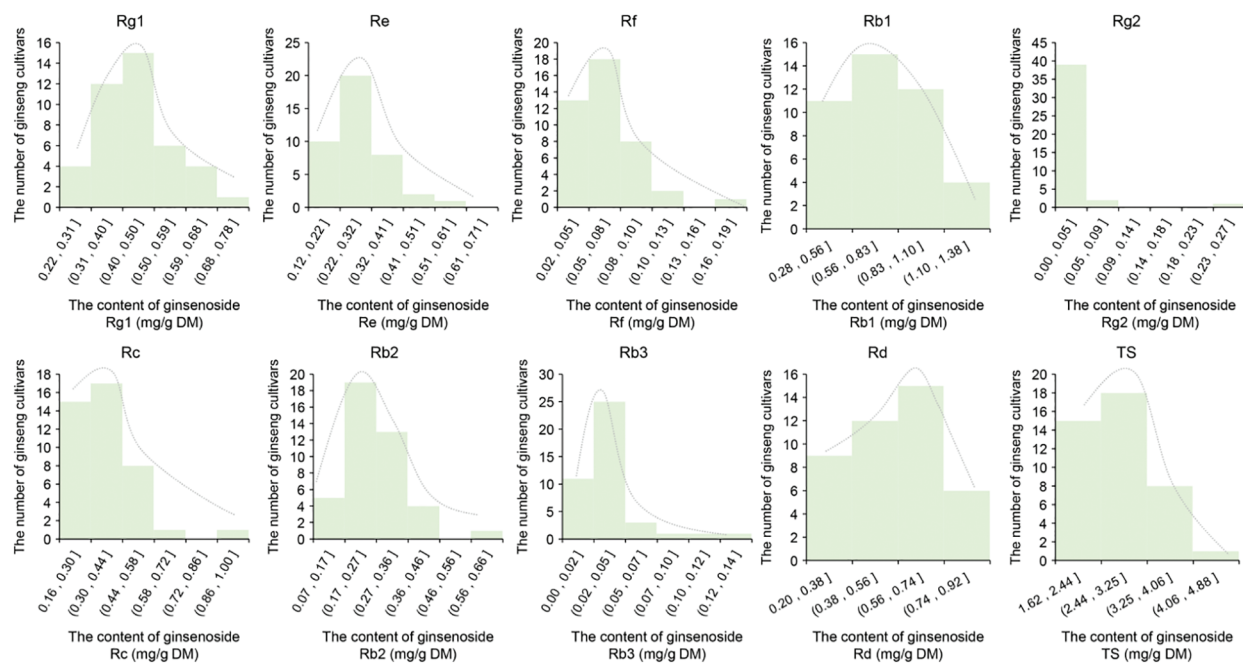 Rg1
The number of ginseng cultivars
16
14
12
10
8
6
4
2
0
0.22 , 0.31 ]
(0.31 , 0.40 ]
(0.40 , 0.50 ]
(0.50 , 0.59 ]
(0.59 , 0.68 ]
(0.68 , 0.78 ]
The content of ginsenoside
Rg1 (mg/g DM)
Re
The number of ginseng cultivars
25
20
15
10
5
0
0.12 , 0.22 ]
(0.22 , 0.32 ]
(0.32 , 0.41 ]
(0.41 , 0.51 ]
(0.51 , 0.61 ]
(0.61 , 0.71 ]
The content of ginsenoside
Re (mg/g DM)
Rf
The number of ginseng cultivars
20
18
16
14
12
10
8
6
4
2
0
0.02 , 0.05 ]
(0.05 , 0.08 ]
(0.08 , 0.10 ]
(0.10 , 0.13 ]
(0.13 , 0.16 ]
(0.16 , 0.19 ]
The content of ginsenoside
Rf (mg/g DM)
Rb1
The number of ginseng cultivars
16
14
12
10
8
6
4
2
0
0.28 , 0.56 ]
(0.56 , 0.83 ]
(0.83 , 1.10 ]
(1.10 , 1.38 ]
The content of ginsenoside
Rb1 (mg/g DM)
Rg2
The number of ginseng cultivars
45
40
35
30
25
20
15
10
5
0
0.00 , 0.05 ]
(0.05 , 0.09 ]
(0.09 , 0.14 ]
(0.14 , 0.18 ]
(0.18 , 0.23 ]
(0.23 , 0.27 ]
The content of ginsenoside
Rg2 (mg/g DM)
Rc
The number of ginseng cultivars
18
16
14
12
10
8
6
4
2
0
0.16 , 0.30 ]
(0.30 , 0.44 ]
(0.44 , 0.58 ]
(0.58 , 0.72 ]
(0.72 , 0.86 ]
(0.86 , 1.00 ]
The content of ginsenoside
Rc (mg/g DM)
Rb2
The number of ginseng cultivars
20
18
16
14
12
10
8
6
4
2
0
0.07 , 0.17 ]
(0.17 , 0.27 ]
(0.27 , 0.36 ]
(0.36 , 0.46 ]
(0.46 , 0.56 ]
(0.56 , 0.66 ]
The content of ginsenoside
Rb2 (mg/g DM)
Rb3
The number of ginseng cultivars
30
25
20
15
10
5
0
0.00 , 0.02 ]
(0.02 , 0.05 ]
(0.05 , 0.07 ]
(0.07 , 0.10 ]
(0.10 , 0.12 ]
(0.12 , 0.14 ]
The content of ginsenoside
Rb3 (mg/g DM)
Rd
The number of ginseng cultivars
16
14
12
10
8
6
4
2
0
0.20 , 0.38 ]
(0.38 , 0.56 ]
(0.56 , 0.74 ]
(0.74 , 0.92 ]
The content of ginsenoside
Rd (mg/g DM)
TS
The number of ginseng cultivars
20
18
16
14
12
10
8
6
4
2
0
1.62 , 2.44 ]
(2.44 , 3.25 ]
(3.25 , 4.06 ]
(4.06 , 4.88 ]
The content of ginsenoside
TS (mg/g DM)